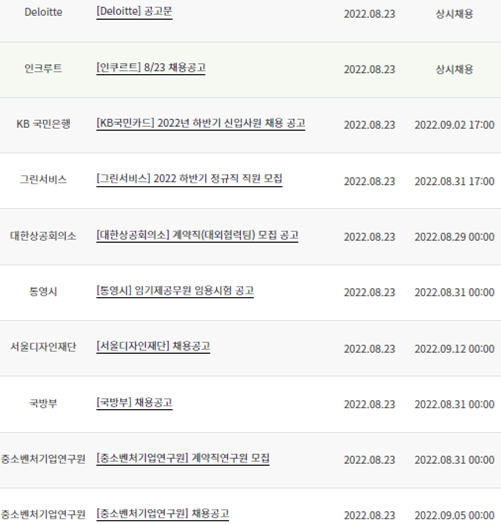 Deloitte [Deloitte] 공고문 2022.08.23 상시채용
인크루트 [인쿠르트] 8/23 채용공고 2022.08.23 상시채용
KB 국민은행 [KB국민카드] 2022년 하반기 신입사원 채용 공고 2022.08.23 2022.09.02 17:00
그린서비스 [그린서비스] 2022 하반기 정규직 직원 모집 2022.08.23 2022.08.31 17:00
대한상공회의소 [대한상공회의소] 계약직(대외협력팀) 모집 공고 2022.08.23 2022.08.29 00:00
통영시 [통영시] 임기제공무원 임용시험 공고 2022.08.23 2022.08.31 00:00
서울디자인재단 [서울디자인재단] 채용공고 2022.08.23 2022.09.12 00:00
국방부 [국방부] 채용공고 2022.08.23 2022.08.31 00:00
중소벤처기업연구원 [중소벤처기업연구원] 계약직연구원 모집 2022.08.23 2022.08.31 00:00
중소벤처기업연구원 [중소벤처기업연구원] 채용공고 2022.08.23 2022.09.05 00:00